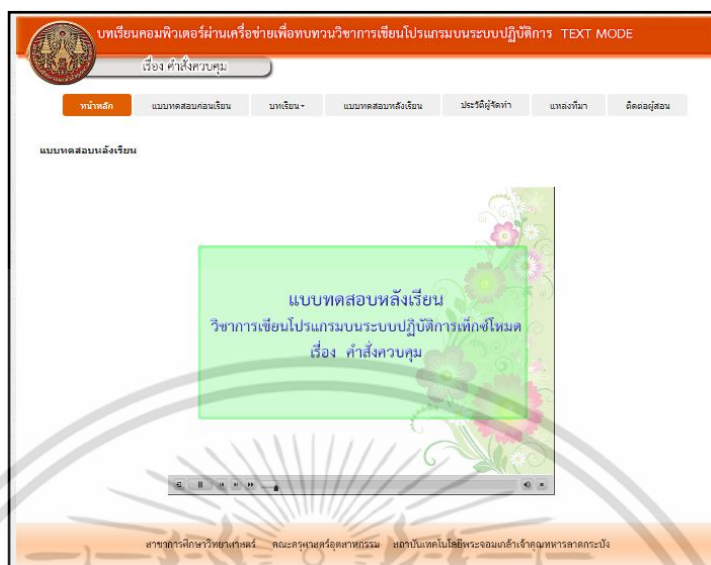 บทเรียนคอมพิวเตอร์ผ่านเครือข่ายเพื่อทบทวนวิชาการเขียนโปรแกรมบนระบบปฏิบัติการ TEXT MODE
เรื่อง คำสั่งควบคุม
หน้าหลัก แบบทดสอบก่อนเรียน บทเรียน แบบทดสอบหลังเรียน ประวัติผู้จัดทำ แหล่งที่มา ติดต่อผู้สอน
แบบทดสอบหลังเรียน
แบบทดสอบหลังเรียน
วิชาการเขียนโปรแกรมบนระบบปฏิบัติการเท็กซ์โหมด
เรื่อง คำสั่งควบคุม
สาขาการศึกษาวิทยาศาสตร์ คณะครุศาสตร์อุตสาหกรรม สถาบันเทคโนโลยีพระจอมเกล้าเจ้าคุณทหารลาดกระบัง